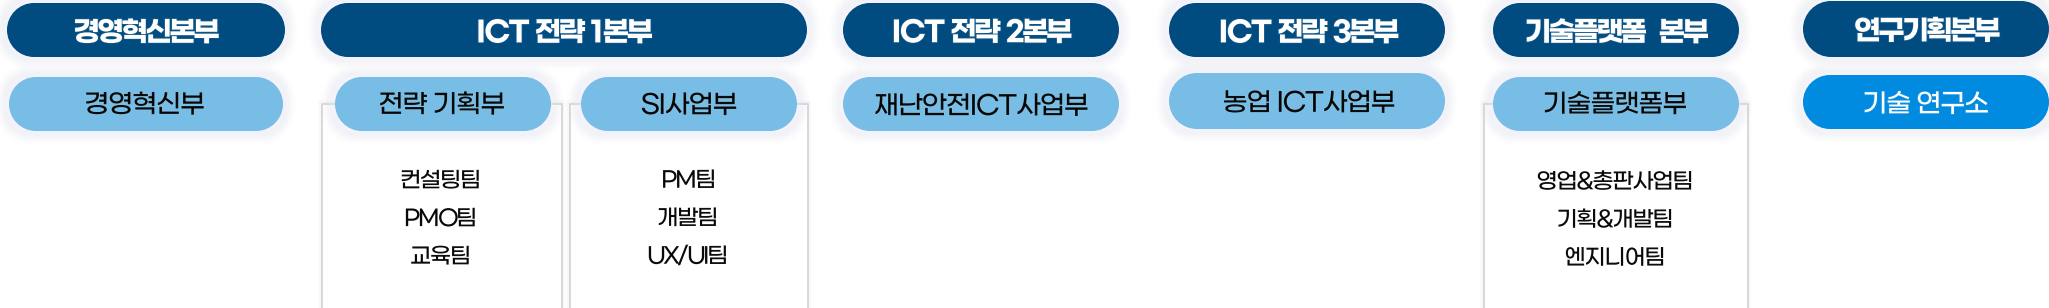 경영혁신본부
ICT 전략 1본부
ICT 전략 2본부
ICT 전략 3본부
기술플랫폼 본부
연구기획본부
경영혁신부
전략 기획부
SI사업부
재난안전ICT사업부
농업 ICT사업부
기술플랫폼부
기술 연구소
컨설팅팀
PMO팀
교육팀
PM팀
개발팀
UX/UI팀
영업&총판사업팀
기획&개발팀
엔지니어팀